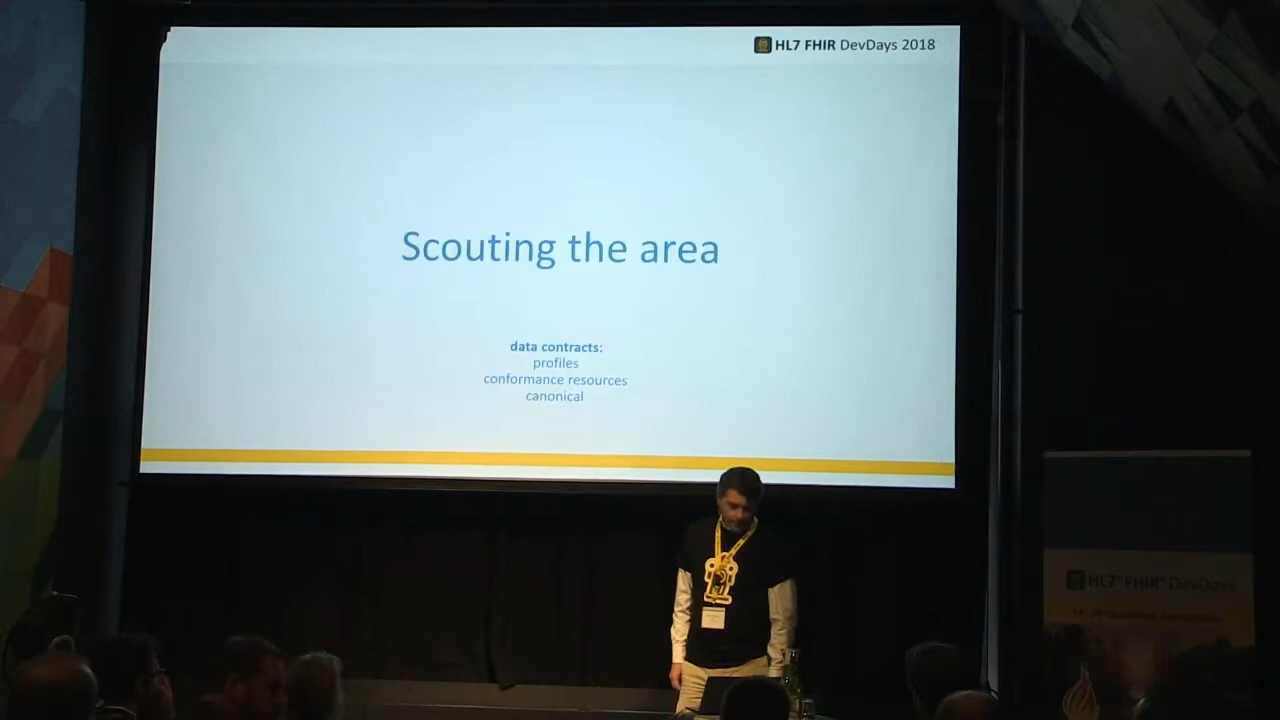 HL7 FHIR DevDays 2018
Scouting the area
data contracts:
profiles
conformance resources
canonical
HL7® FHIR® DevDays